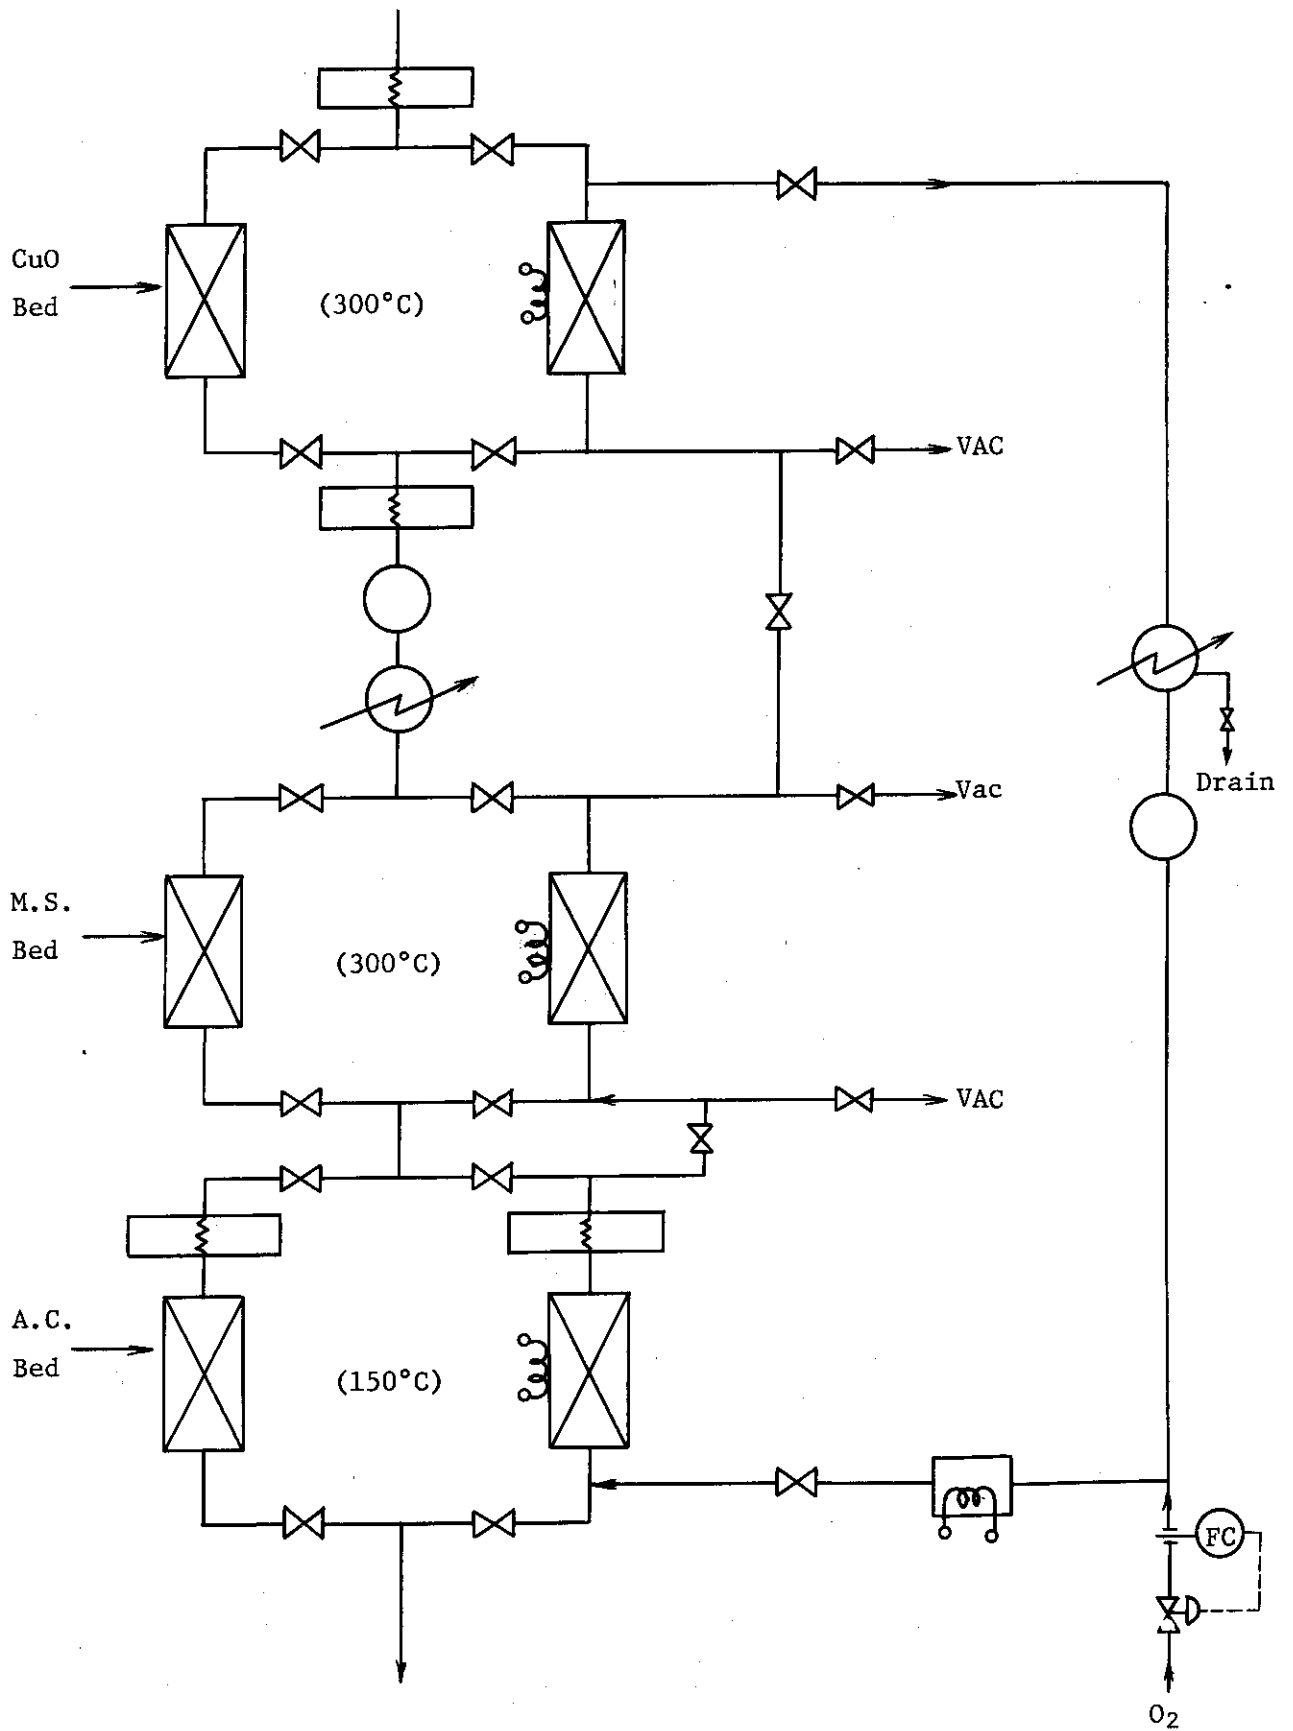 CuO
Bed
(300°C)
VAC
Drain
Vac
M.S.
Bed
(300°C)
VAC
A.C.
Bed
(150°C)
FC
O₂